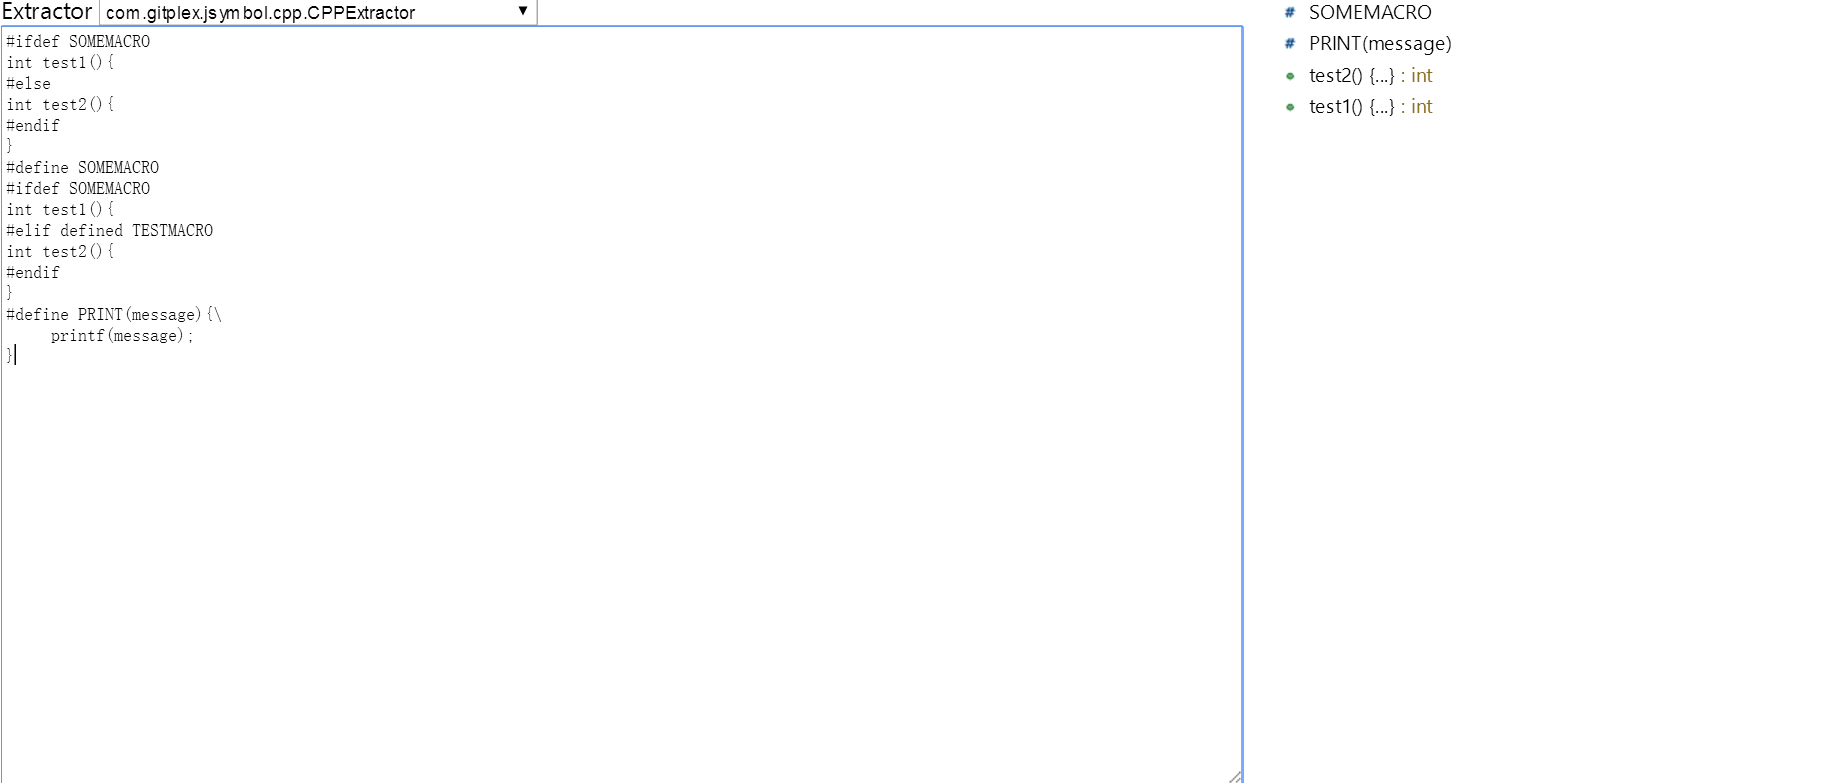 Extractor com.gitplex.jsymbol.cpp.CPPExtractor
#ifdef SOMEMACRO
int test1(){
#else
int test2(){
#endif
}
#define SOMEMACRO
#ifdef SOMEMACRO
int test1(){
#elif defined TESTMACRO
int test2(){
#endif
}
#define PRINT(message){\
     printf(message);
}
# SOMEMACRO
# PRINT(message)
test2() {...} : int
test1() {...} : int